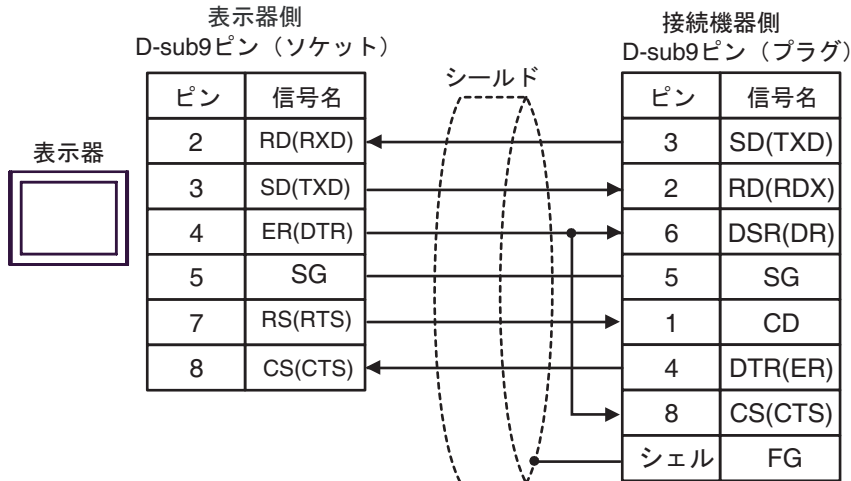 表示器側
D-sub9ピン（ソケット）
接続機器側
D-sub9ピン（プラグ）
シールド
表示器
ピン 信号名
2 RD(RXD)
3 SD(TXD)
4 ER(DTR)
5 SG
7 RS(RTS)
8 CS(CTS)
ピン 信号名
3 SD(TXD)
2 RD(RDX)
6 DSR(DR)
5 SG
1 CD
4 DTR(ER)
8 CS(CTS)
シェル FG